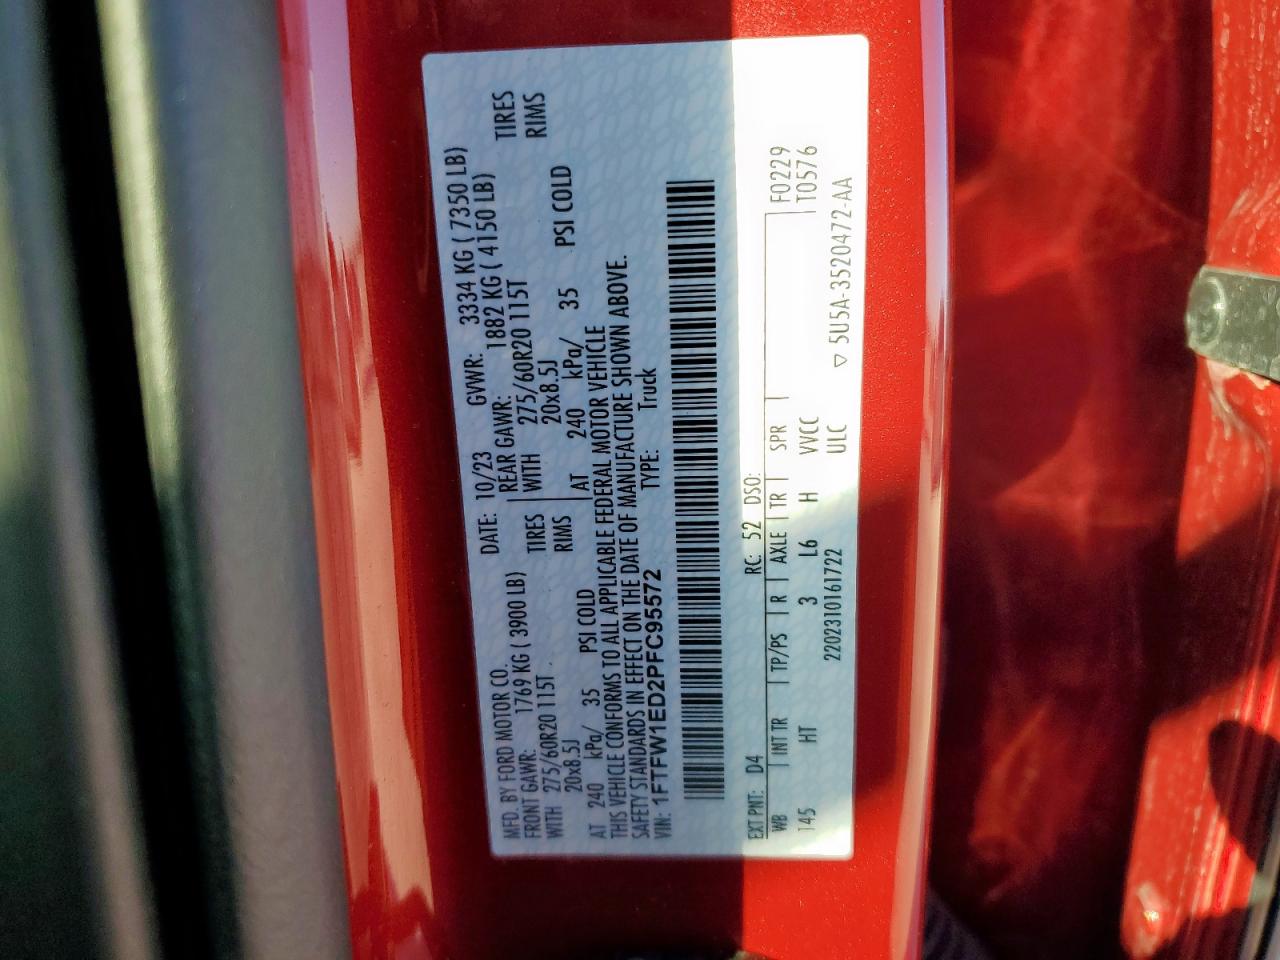 MFD. BY FORD MOTOR CO.
DATE: 10/23 GVWR: 3334 KG ( 7350 LB)
FRONT GAWR: 1769 KG ( 3900 LB) REAR GAWR: 1882 KG ( 4150 LB)
WITH 275/60R20 115T TIRES WITH 275/60R20 115T TIRES
20x8.5J RIMS 20x8.5J RIMS
AT 240 kPa/ 35 PSI COLD AT 240 kPa/ 35 PSI COLD
THIS VEHICLE CONFORMS TO ALL APPLICABLE FEDERAL MOTOR VEHICLE
SAFETY STANDARDS IN EFFECT ON THE DATE OF MANUFACTURE SHOWN ABOVE.
VIN: 1FTFW1ED2PFC95572 TYPE: Truck
EXT PNT: D4 RC: 52 DSO:
WB INT TR TP/PS R AXLE TR SPR F0229
145 HT 3 L6 H VVCC T0576
2202310161722 ULC ▽ 5U5A-3520472-AA